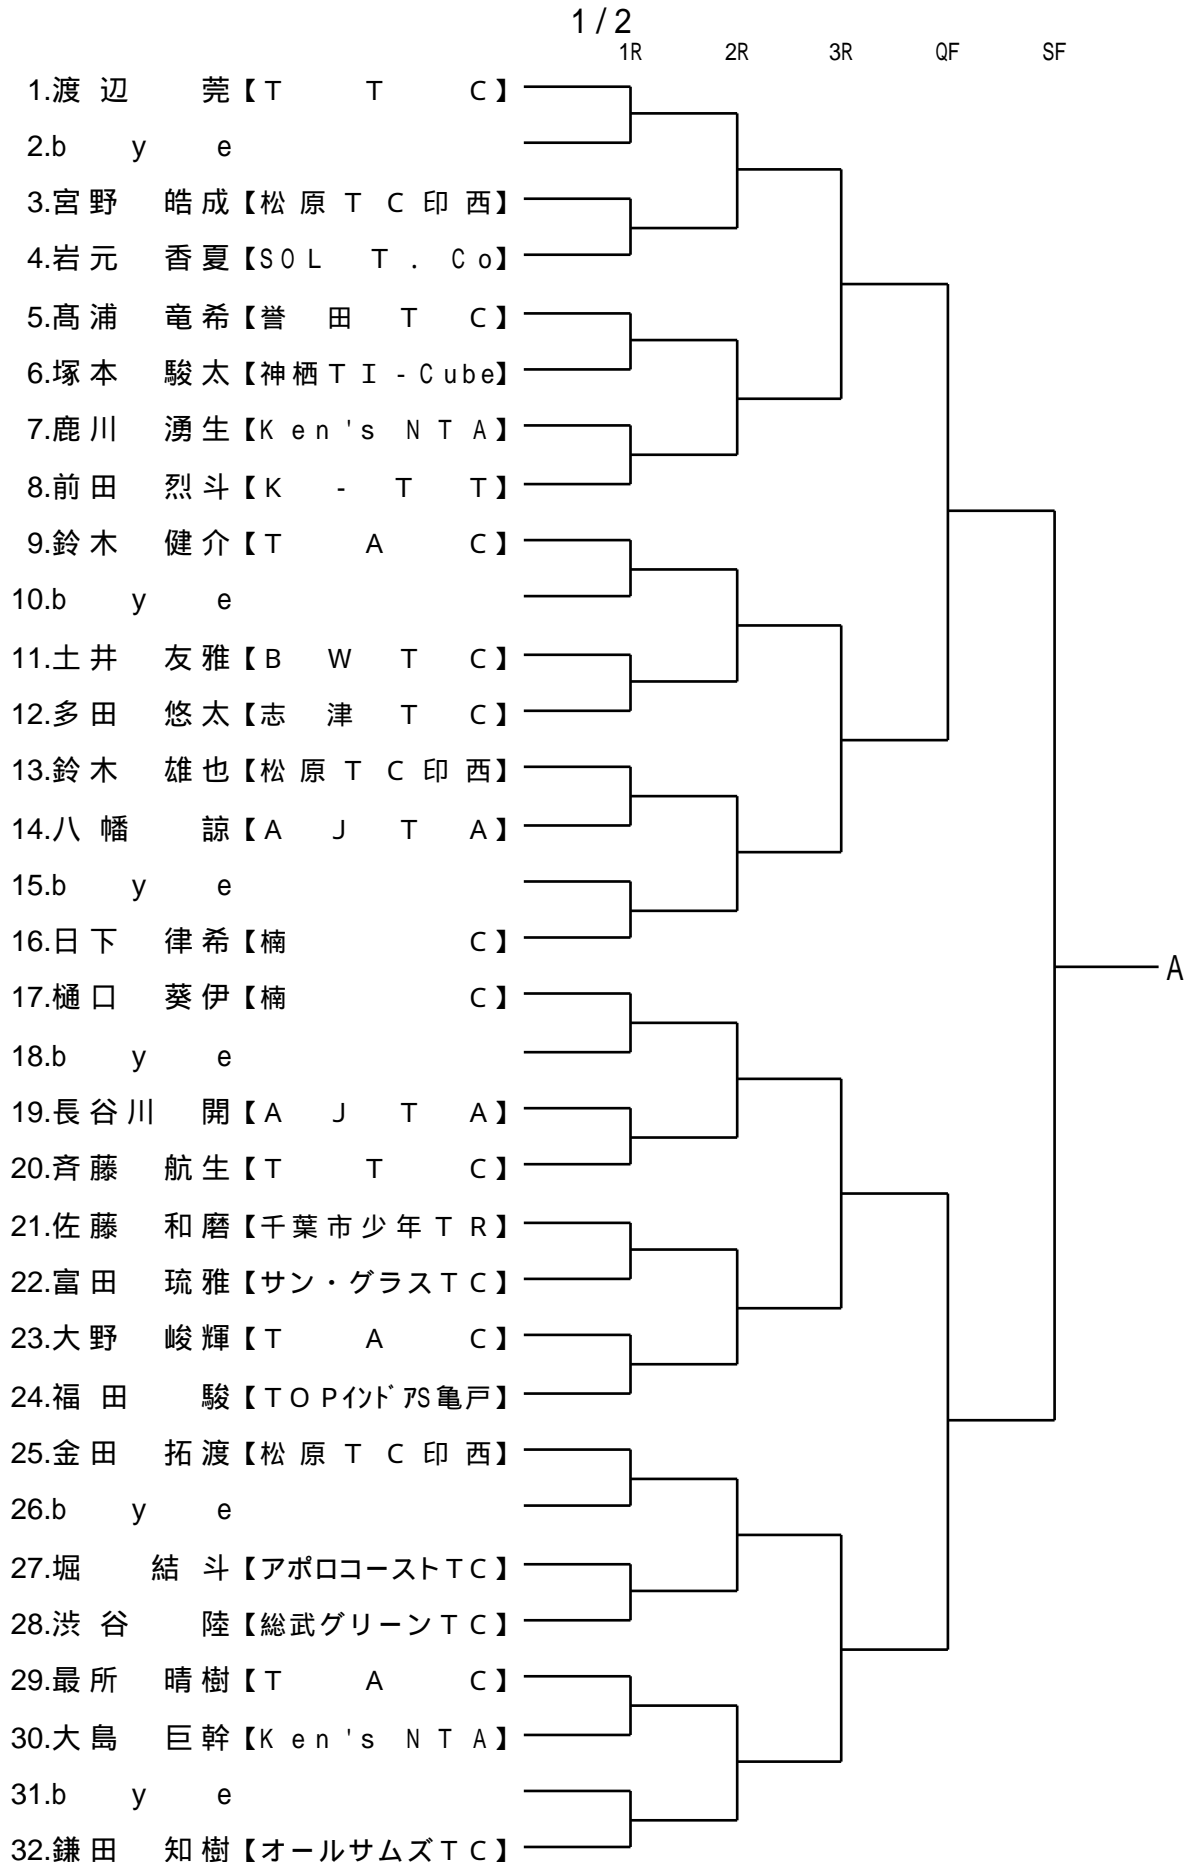 1/2
1R 2R 3R QF SF
1.渡辺 莞【TTC】
2.bye
3.宮野 皓成【松原TC印西】
4.岩元 香夏【SOL T.Co】
5.髙浦 竜希【誉田TC】
6.塚本 駿太【神栖TI-Cube】
7.鹿川 湧生【Ken's NTA】
8.前田 烈斗【K-TT】
9.鈴木 健介【TAC】
10.bye
11.土井 友雅【BWTC】
12.多田 悠太【志津TC】
13.鈴木 雄也【松原TC印西】
14.八幡 諒【AJTA】
15.bye
16.日下 律希【楠C】
A
17.樋口 葵伊【楠C】
18.bye
19.長谷川 開【AJTA】
20.斉藤 航生【TTC】
21.佐藤 和磨【千葉市少年TR】
22.富田 琉雅【サン・グラスTC】
23.大野 峻輝【TAC】
24.福田 駿【TOPインドアS亀戸】
25.金田 拓渡【松原TC印西】
26.bye
27.堀 結斗【アポロコーストTC】
28.渋谷 陸【総武グリーンTC】
29.最所 晴樹【TAC】
30.大島 巨幹【Ken's NTA】
31.bye
32.鎌田 知樹【オールサムズTC】